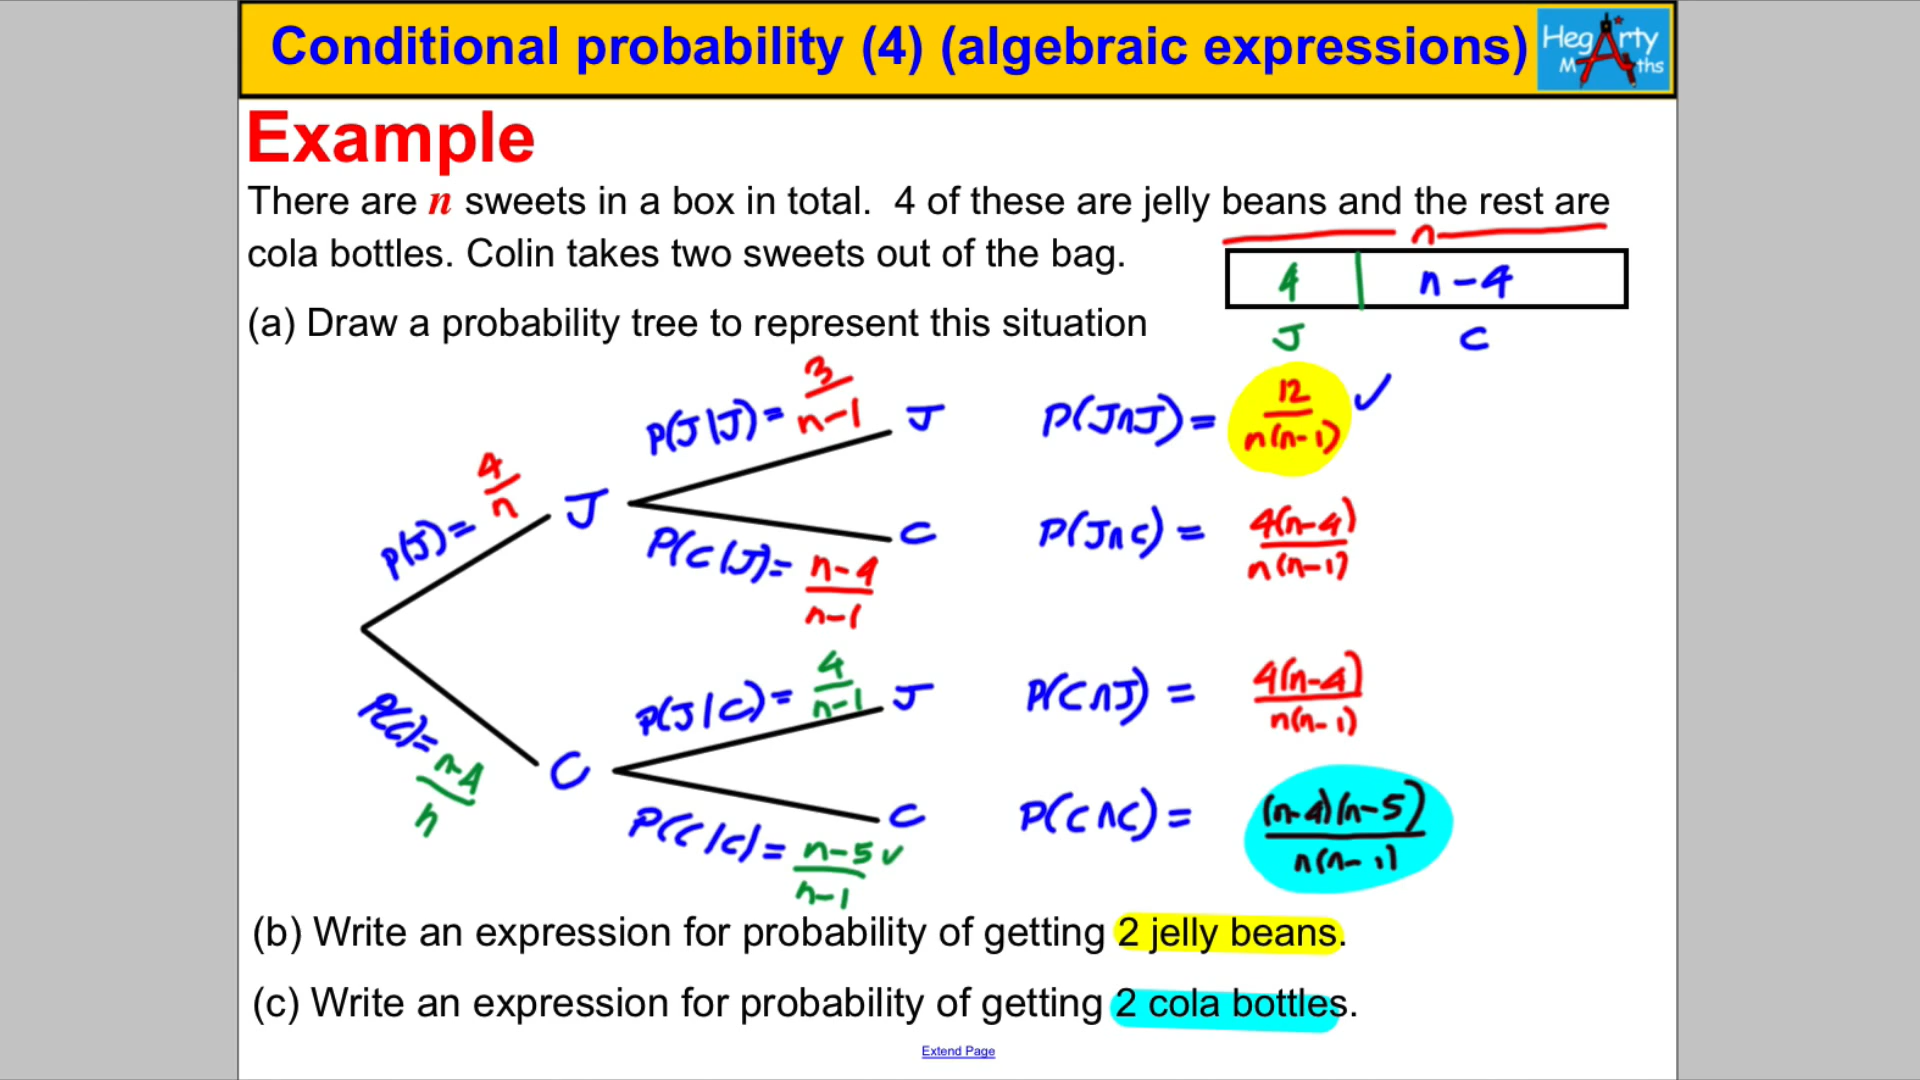 Conditional probability (4) (algebraic expressions)
Hegarty
Maths
Example
There are n sweets in a box in total. 4 of these are jelly beans and the rest are
cola bottles. Colin takes two sweets out of the bag.
n
4 | n-4
J C
(a) Draw a probability tree to represent this situation
P(J)= 4/n J
P(J|J)= 3/n-1 J P(J∩J)= 12/n(n-1) ✓
P(C|J)= n-4/n-1 C P(J∩C)= 4(n-4)/n(n-1)
P(C)= n-4/n C
P(J|C)= 4/n-1 J P(C∩J)= 4(n-4)/n(n-1)
P(C|C)= n-5/n-1 ✓ C P(C∩C)= (n-4)(n-5)/n(n-1)
(b) Write an expression for probability of getting 2 jelly beans.
(c) Write an expression for probability of getting 2 cola bottles.
Extend Page